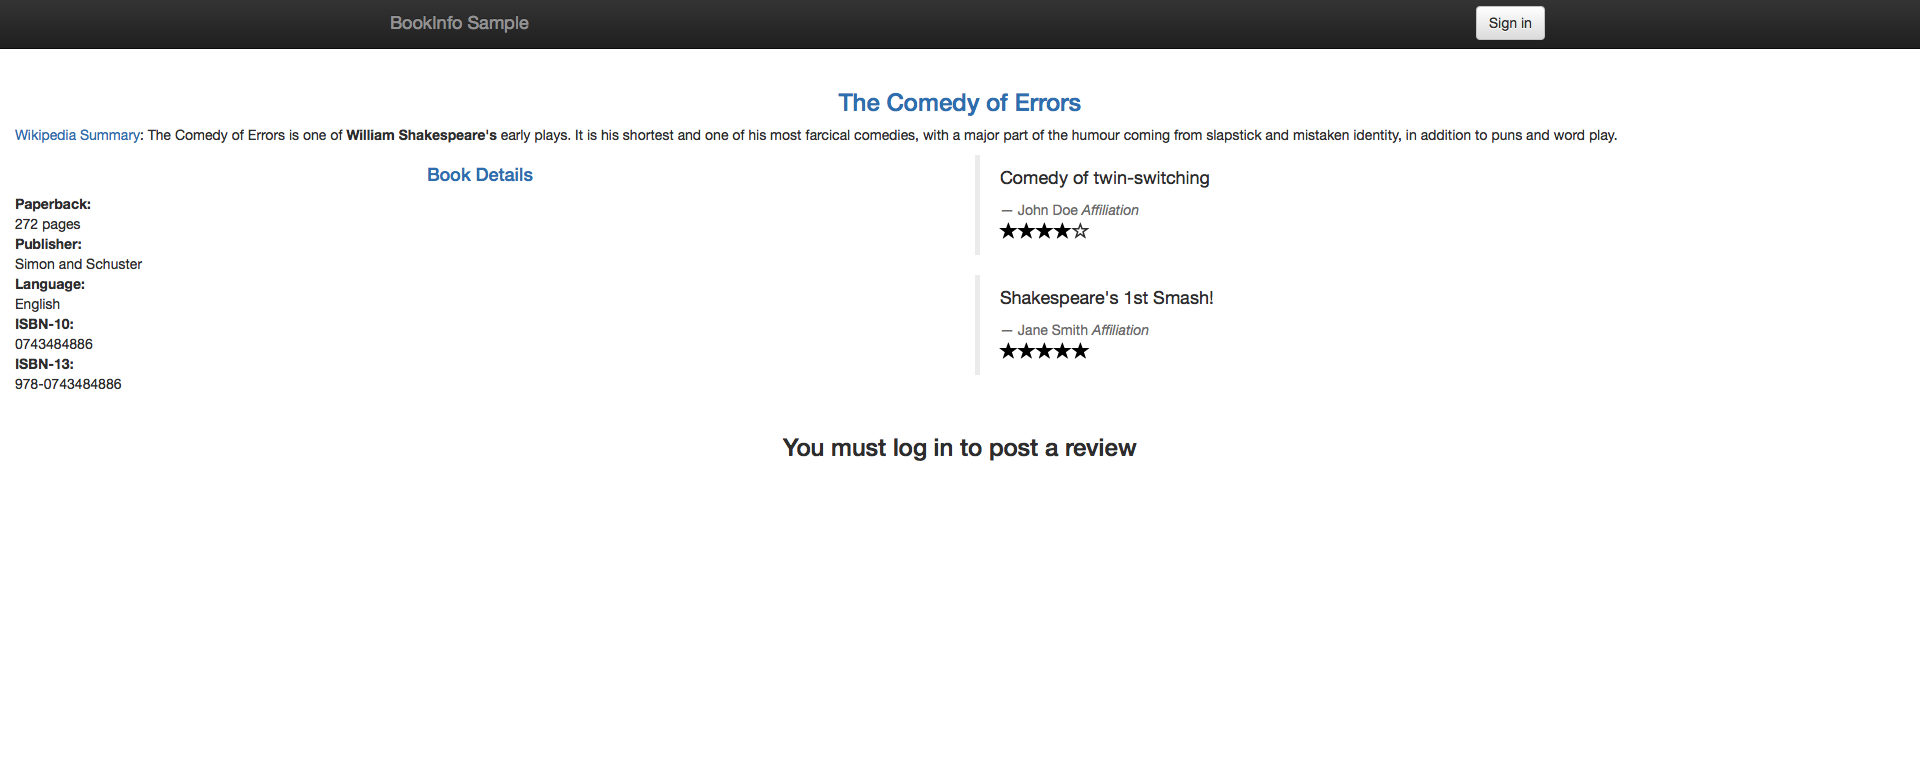 BookInfo Sample
Sign in
The Comedy of Errors
Wikipedia Summary: The Comedy of Errors is one of William Shakespeare's early plays. It is his shortest and one of his most farcical comedies, with a major part of the humour coming from slapstick and mistaken identity, in addition to puns and word play.
Book Details
Paperback:
272 pages
Publisher:
Simon and Schuster
Language:
English
ISBN-10:
0743484886
ISBN-13:
978-0743484886
Comedy of twin-switching
— John Doe Affiliation
★★★★☆
Shakespeare's 1st Smash!
— Jane Smith Affiliation
★★★★★
You must log in to post a review